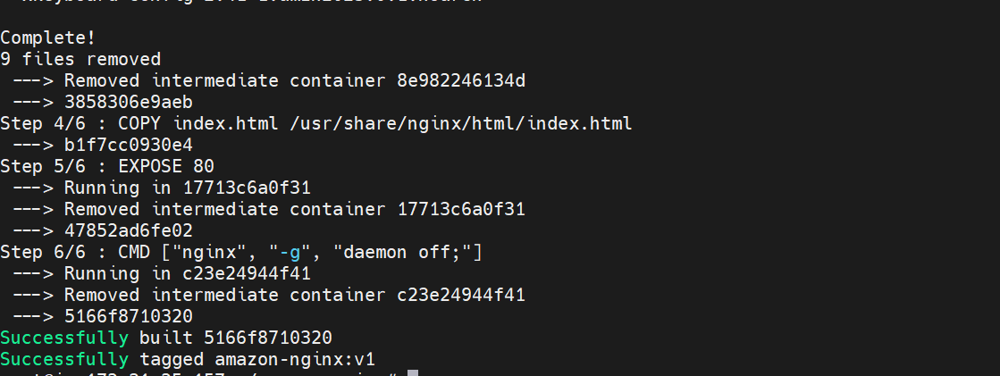 Complete!
9 files removed
 ---> Removed intermediate container 8e982246134d
 ---> 3858306e9aeb
Step 4/6 : COPY index.html /usr/share/nginx/html/index.html
 ---> b1f7cc0930e4
Step 5/6 : EXPOSE 80
 ---> Running in 17713c6a0f31
 ---> Removed intermediate container 17713c6a0f31
 ---> 47852ad6fe02
Step 6/6 : CMD ["nginx", "-g", "daemon off;"]
 ---> Running in c23e24944f41
 ---> Removed intermediate container c23e24944f41
 ---> 5166f8710320
Successfully built 5166f8710320
Successfully tagged amazon-nginx:v1